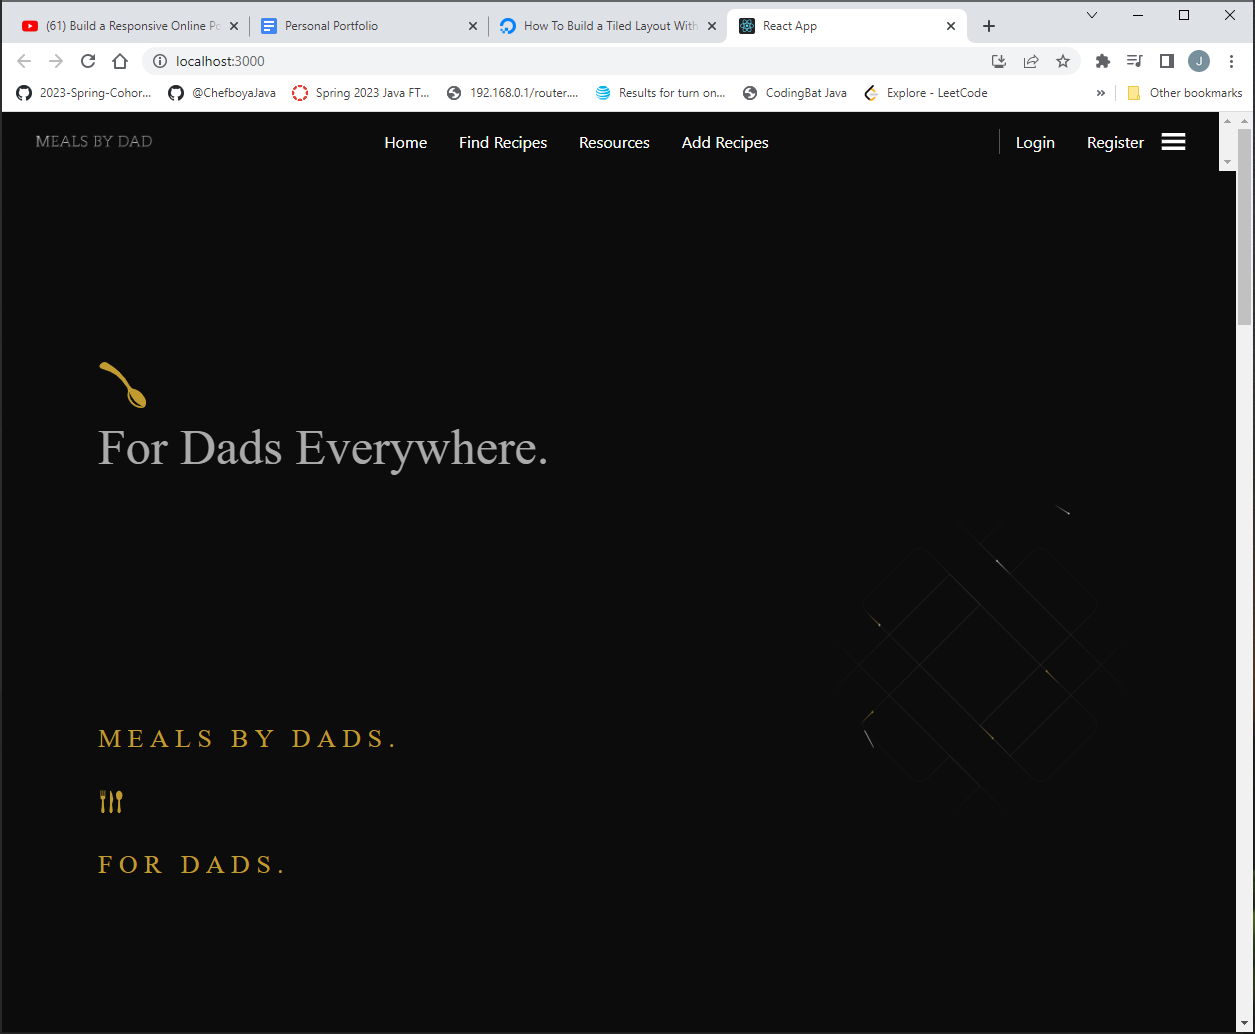 (61) Build a Responsive Online Po
Personal Portfolio
How To Build a Tiled Layout With
React App
localhost:3000
J
2023-Spring-Cohor...
@ChefboyaJava
Spring 2023 Java FT...
192.168.0.1/router....
Results for turn on...
CodingBat Java
Explore - LeetCode
»
Other bookmarks
MEALS BY DAD
Home
Find Recipes
Resources
Add Recipes
Login
Register
For Dads Everywhere.
MEALS BY DADS.
FOR DADS.